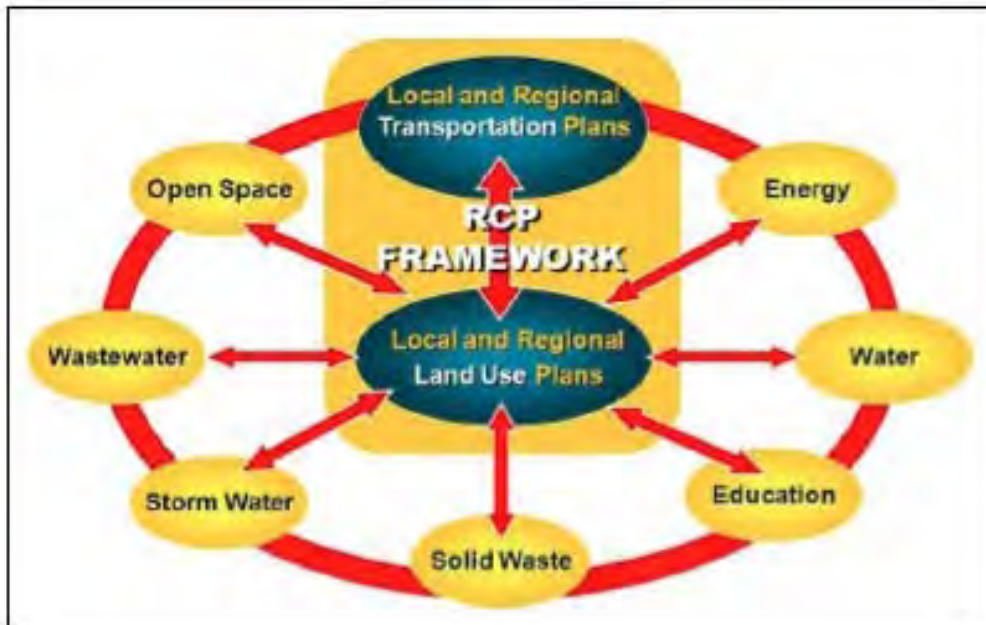 Local and Regional
Transportation Plans
Open Space
Energy
RCP
FRAMEWORK
Local and Regional
Land Use Plans
Wastewater
Water
Storm Water
Education
Solid Waste